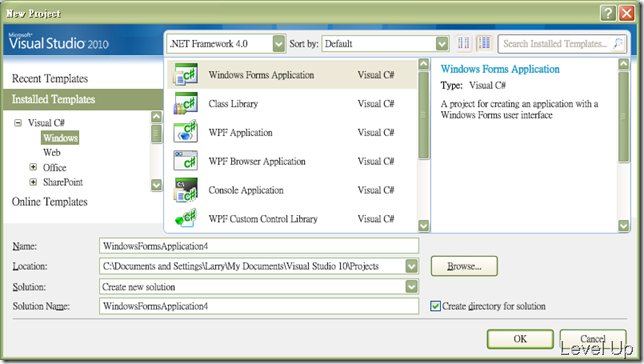 New Project
Microsoft
Visual Studio 2010
.NET Framework 4.0
Sort by:
Default
Search Installed Templates...
Recent Templates
Installed Templates
Visual C#
Windows
Web
Office
SharePoint
Online Templates
Windows Forms Application Visual C#
Class Library Visual C#
WPF Application Visual C#
WPF Browser Application Visual C#
Console Application Visual C#
WPF Custom Control Library Visual C#
Windows Forms Application
Type: Visual C#
A project for creating an application with a
Windows Forms user interface
Name: WindowsFormsApplication4
Location: C:\Documents and Settings\Larry\My Documents\Visual Studio 10\Projects
Browse...
Solution: Create new solution
Solution Name: WindowsFormsApplication4
Create directory for solution
OK
Cancel
Level Up